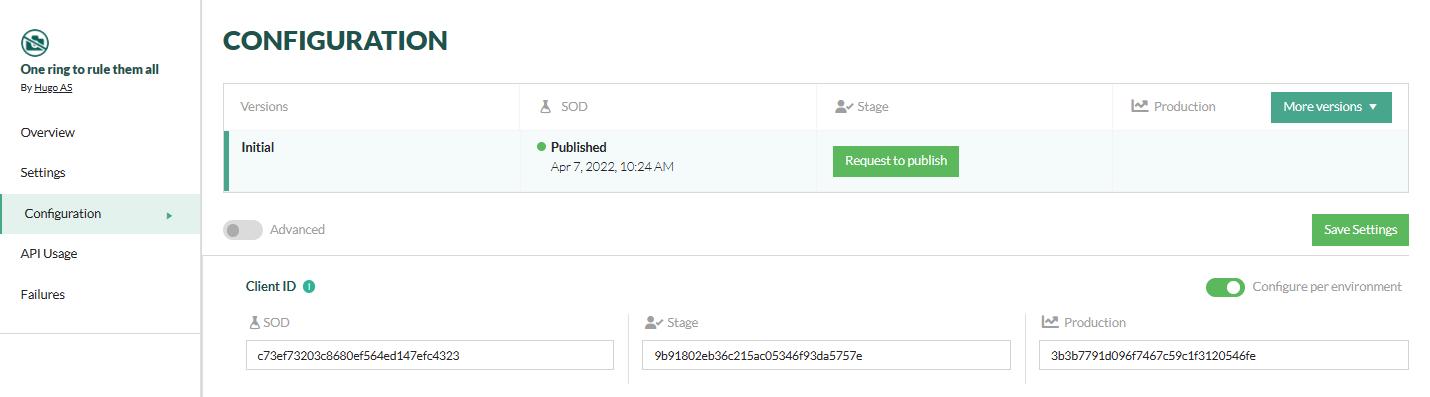 One ring to rule them all
By Hugo AS
Overview
Settings
Configuration
API Usage
Failures
CONFIGURATION
Versions SOD Stage Production More versions
Initial Published Request to publish
Apr 7, 2022, 10:24 AM
Advanced Save Settings
Client ID Configure per environment
SOD Stage Production
c73ef73203c8680ef564ed147efc4323 9b91802eb36c215ac05346f93da5757e 3b3b7791d096f7467c59c1f3120546fe